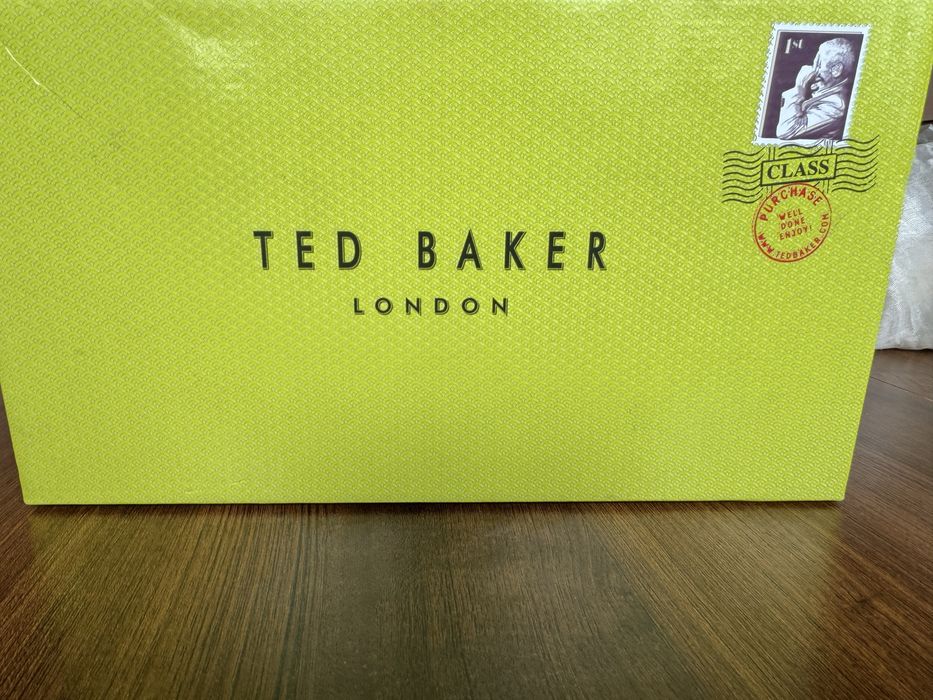 1st
CLASS
PURCHASE
WELL
DONE
ENJOY!
WWW.TEDBAKER.COM
TED BAKER
LONDON